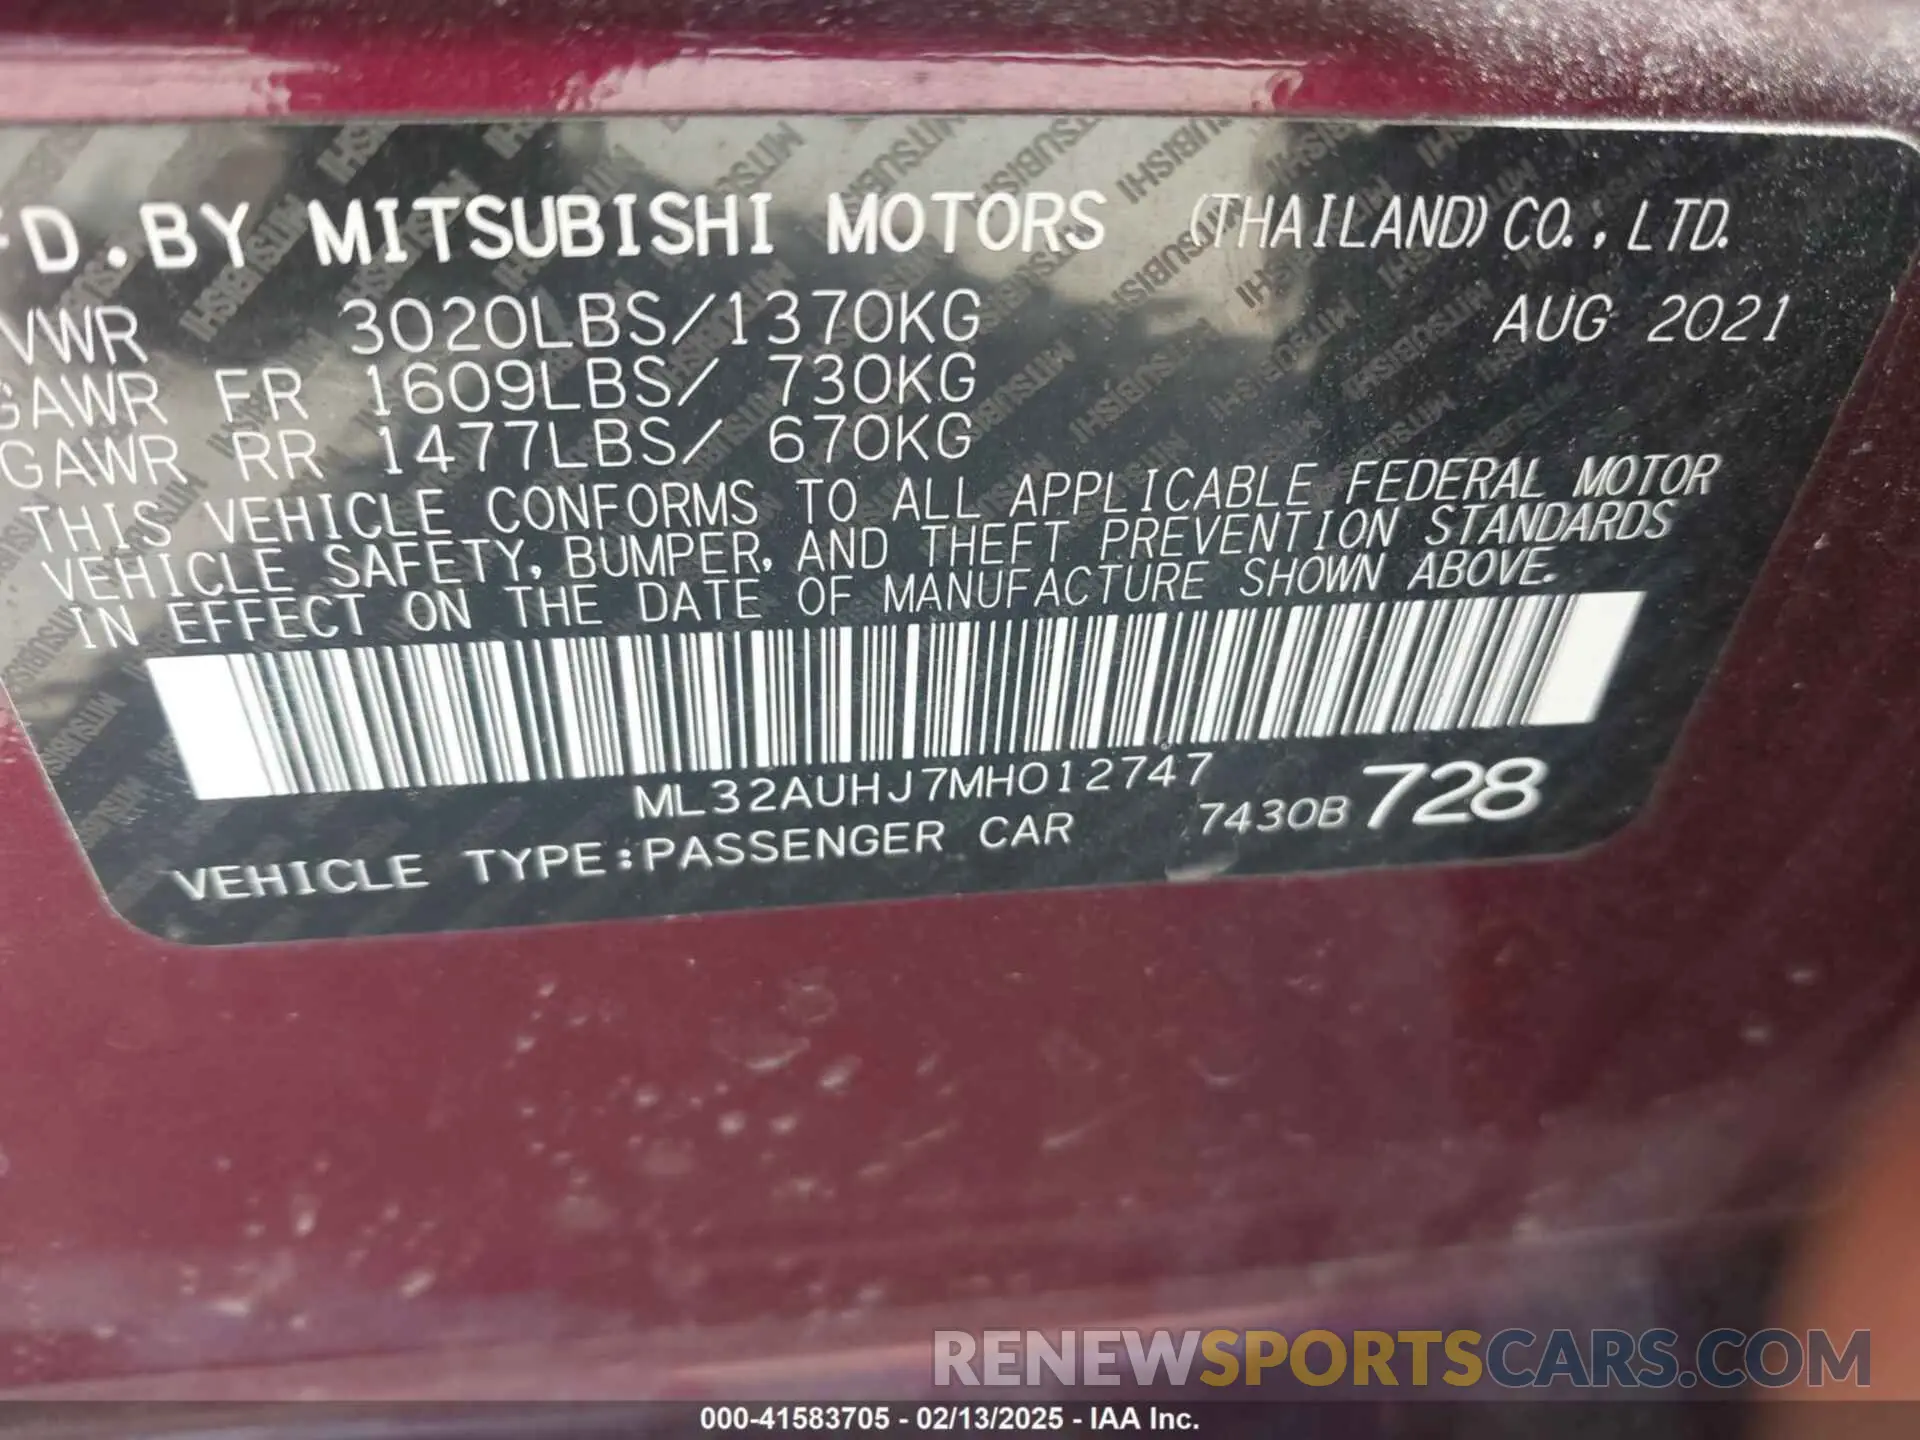 FD.BY MITSUBISHI MOTORS (THAILAND)CO.,LTD.
VWR 3020LBS/1370KG AUG 2021
GAWR FR 1609LBS/ 730KG
GAWR RR 1477LBS/ 670KG
THIS VEHICLE CONFORMS TO ALL APPLICABLE FEDERAL MOTOR
VEHICLE SAFETY, BUMPER, AND THEFT PREVENTION STANDARDS
IN EFFECT ON THE DATE OF MANUFACTURE SHOWN ABOVE.
ML32AUHJ7MH012747
VEHICLE TYPE:PASSENGER CAR 7430B 728
RENEWSPORTSCARS.COM
000-41583705 - 02/13/2025 - IAA Inc.